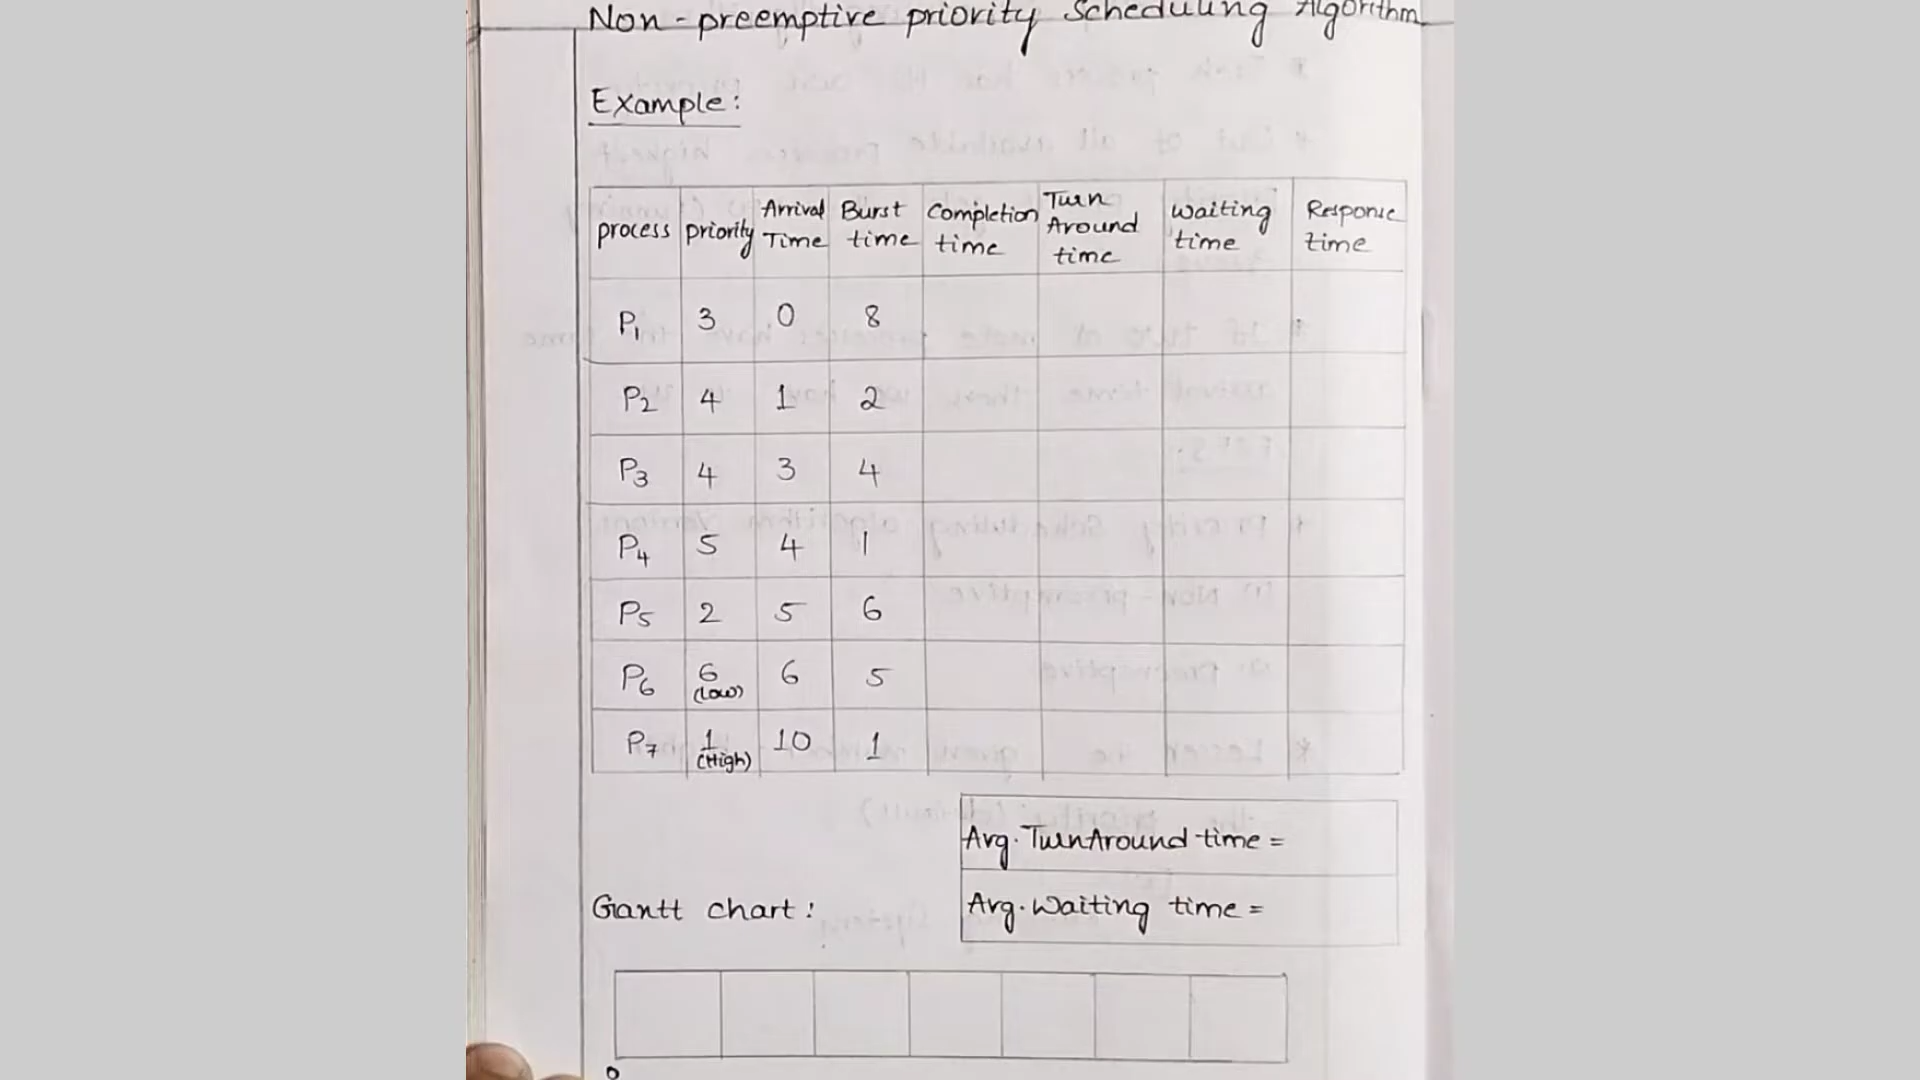 Non-preemptive priority Scheduling Algorithm
Example:
process priority Arrival Time Burst time Completion time Turn Around time Waiting time Response time
P1 3 0 8
P2 4 1 2
P3 4 3 4
P4 5 4 1
P5 2 5 6
P6 6 (Low) 6 5
P7 1 (High) 10 1
Avg. TurnAround time =
Gantt chart:
Avg. Waiting time =
0